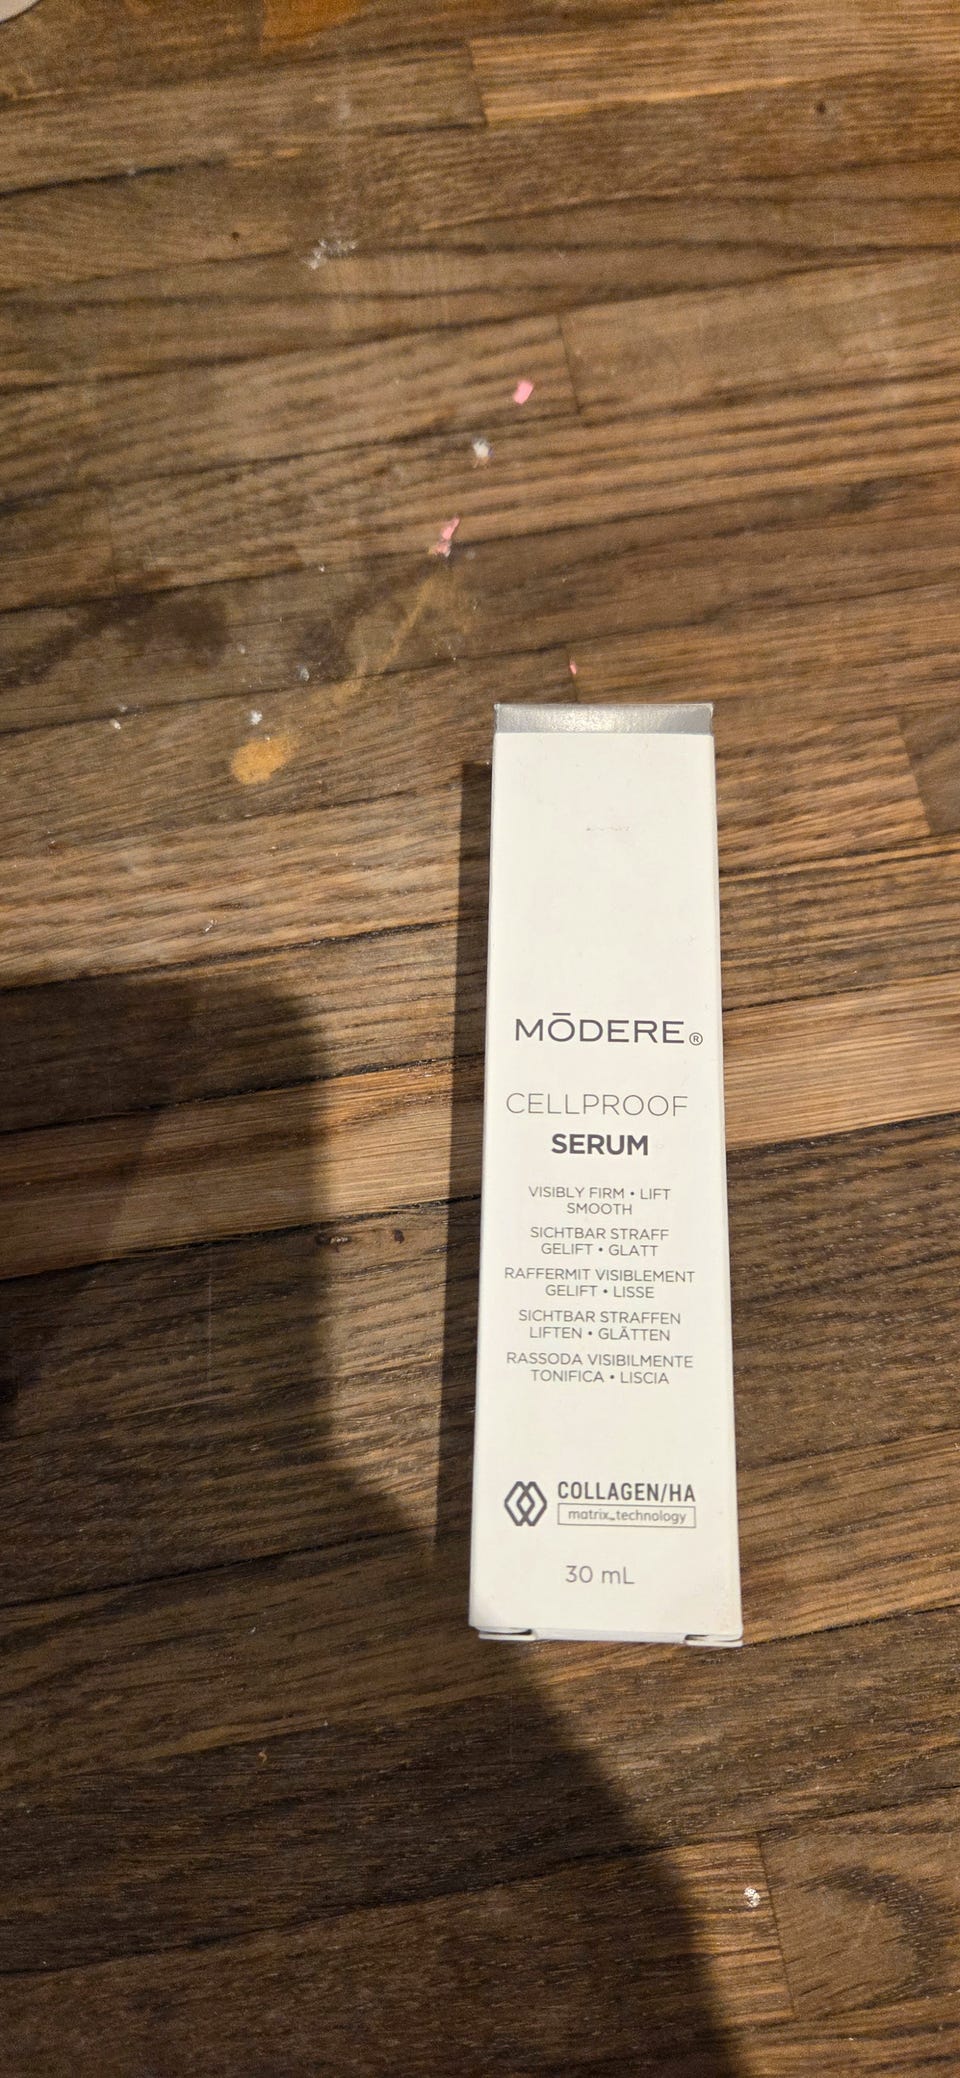 MŌDERE®
CELLPROOF
SERUM
VISIBLY FIRM • LIFT
SMOOTH
SICHTBAR STRAFF
GELIFT • GLATT
RAFFERMIT VISIBLEMENT
GELIFT • LISSE
SICHTBAR STRAFFEN
LIFTEN • GLÄTTEN
RASSODA VISIBILMENTE
TONIFICA • LISCIA
COLLAGEN/HA
matrix_technology
30 mL